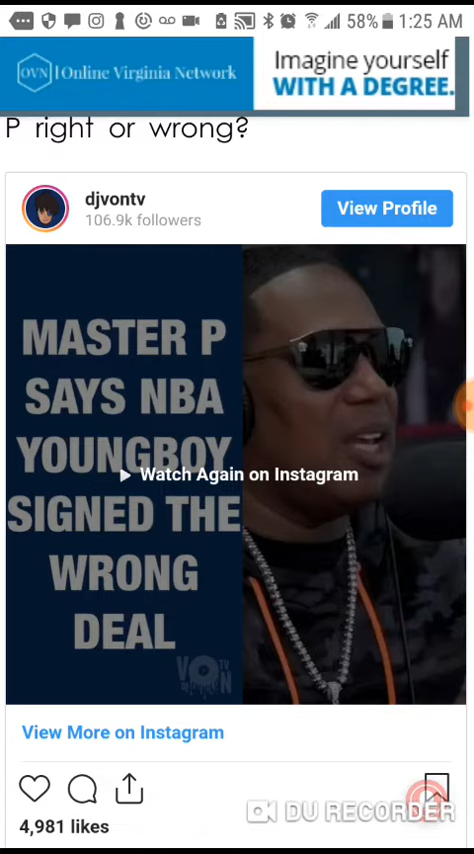 58% 1:25 AM
OVN Online Virginia Network
Imagine yourself
WITH A DEGREE.
P right or wrong?
djvontv
106.9k followers
View Profile
MASTER P
SAYS NBA
YOUNGBOY
Watch Again on Instagram
SIGNED THE
WRONG
DEAL
VON TV
View More on Instagram
DU RECORDER
4,981 likes